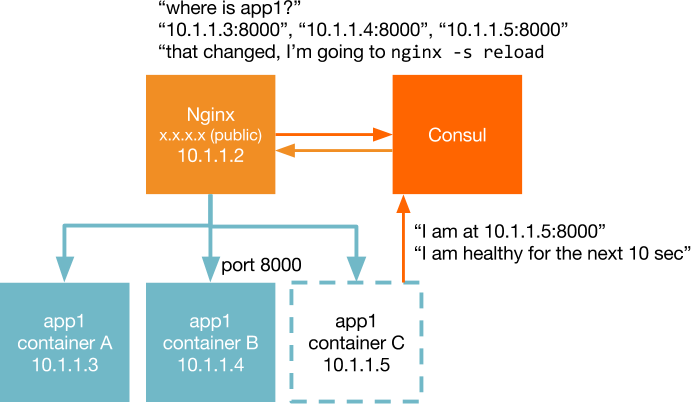 “where is app1?”
“10.1.1.3:8000”, “10.1.1.4:8000”, “10.1.1.5:8000”
“that changed, I’m going to nginx -s reload
Nginx
x.x.x.x (public)
10.1.1.2
Consul
“I am at 10.1.1.5:8000”
“I am healthy for the next 10 sec”
port 8000
app1
container A
10.1.1.3
app1
container B
10.1.1.4
app1
container C
10.1.1.5